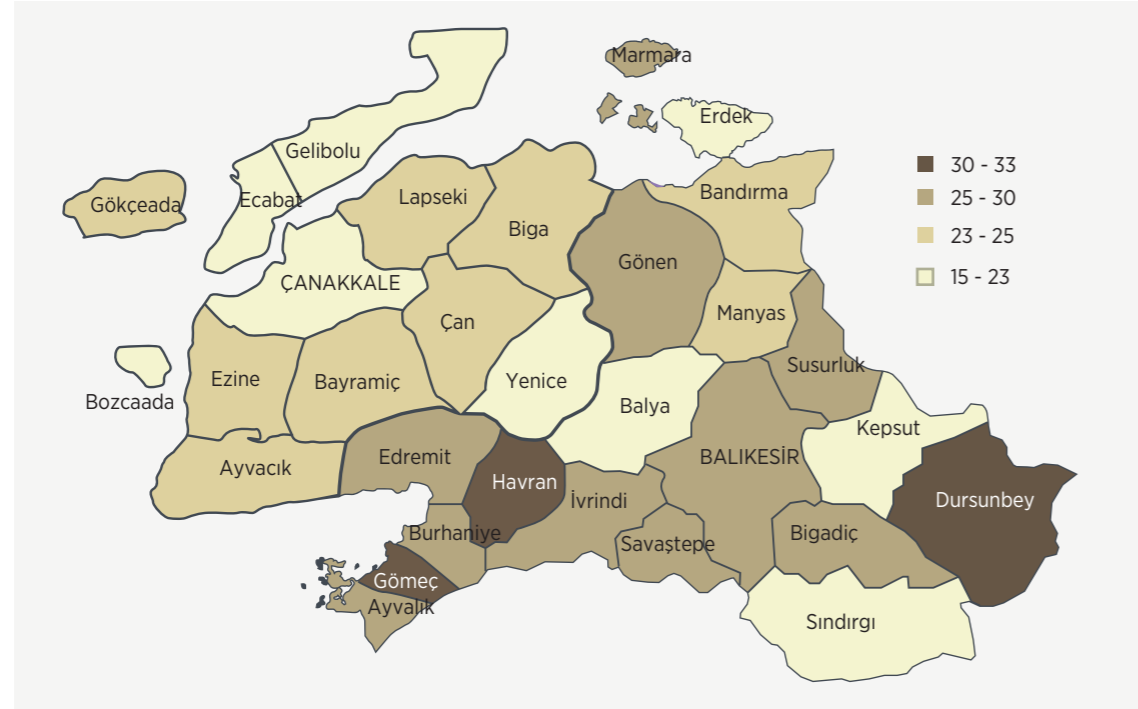 Marmara
Erdek
Gelibolu
Ecabat
Gökçeada
Lapseki
Bandırma
Biga
Gönen
ÇANAKKALE
Çan
Manyas
Susurluk
Ezine
Bayramiç
Yenice
Bozcaada
Balya
Kepsut
Ayvacık
Edremit
BALIKESİR
Havran
İvrindi
Dursunbey
Burhaniye
Savaştepe
Bigadiç
Gömeç
Ayvalık
Sındırgı
30 - 33
25 - 30
23 - 25
15 - 23